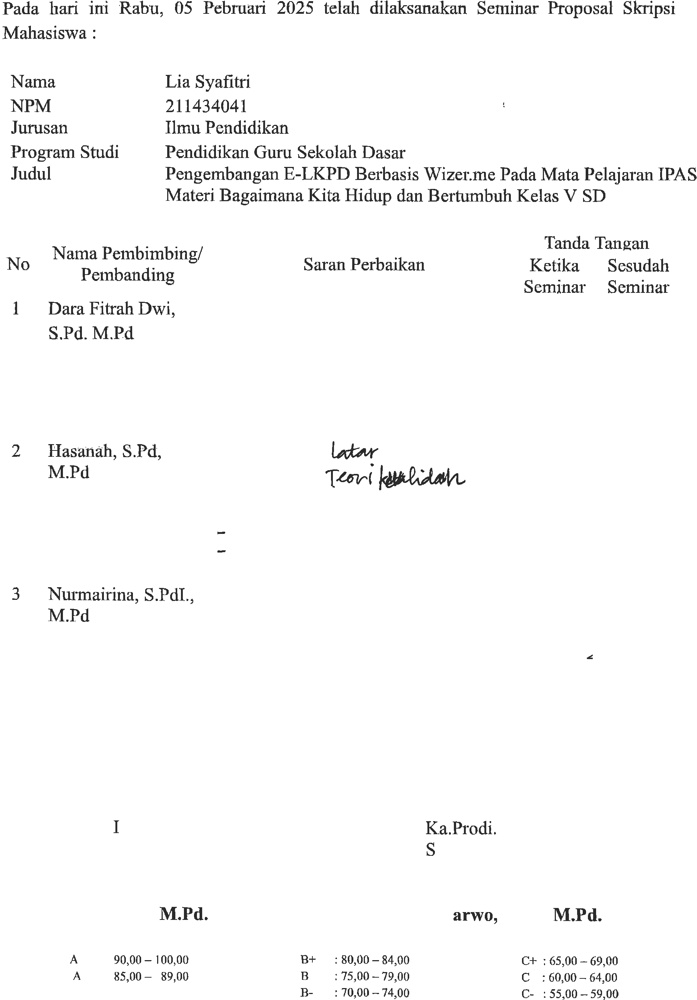 Pada hari ini Rabu, 05 Pebruari 2025 telah dilaksanakan Seminar Proposal Skripsi
Mahasiswa :
Nama Lia Syafitri
NPM 211434041
Jurusan Ilmu Pendidikan
Program Studi Pendidikan Guru Sekolah Dasar
Judul Pengembangan E-LKPD Berbasis Wizer.me Pada Mata Pelajaran IPAS
Materi Bagaimana Kita Hidup dan Bertumbuh Kelas V SD
No Nama Pembimbing/ Pembanding Saran Perbaikan Tanda Tangan
Ketika Seminar Sesudah Seminar
1 Dara Fitrah Dwi,
S.Pd. M.Pd
2 Hasanah, S.Pd, Latar
M.Pd Teori
-
-
3 Nurmairina, S.PdI.,
M.Pd
I Ka.Prodi.
S
M.Pd. arwo, M.Pd.
A 90,00 – 100,00 B+ : 80,00 – 84,00 C+ : 65,00 – 69,00
A 85,00 – 89,00 B : 75,00 – 79,00 C : 60,00 – 64,00
B- : 70,00 – 74,00 C- : 55,00 – 59,00